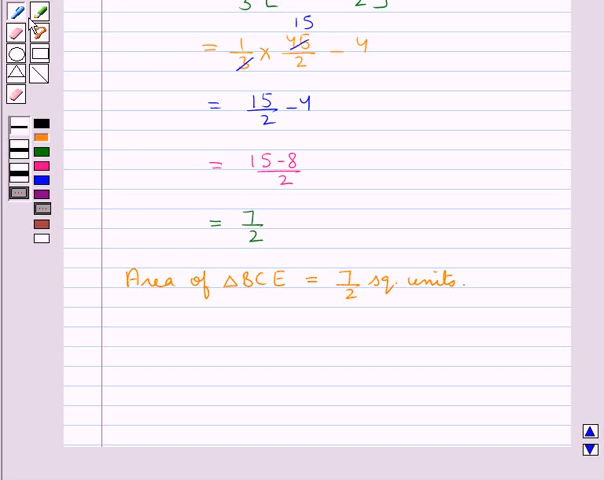 15
= 1/3 × 45/2 − 4
= 15/2 − 4
= 15−8/2
= 7/2
Area of △BCE = 7/2 sq. units.